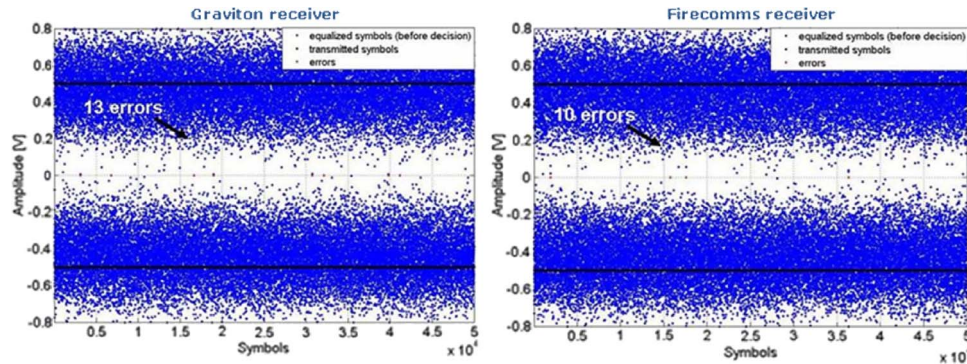 Graviton receiver
0.8
0.6
0.4
0.2
0
-0.2
-0.4
-0.6
-0.8
Amplitude [V]
equalized symbols (before decision)
transmitted symbols
errors
13 errors
0.5 1 1.5 2 2.5 3 3.5 4 4.5 5
Symbols
x 10⁴
Firecomms receiver
0.8
0.6
0.4
0.2
0
-0.2
-0.4
-0.6
-0.8
Amplitude [V]
equalized symbols (before decision)
transmitted symbols
errors
10 errors
0.5 1 1.5 2 2.5 3 3.5 4 4.5
Symbols